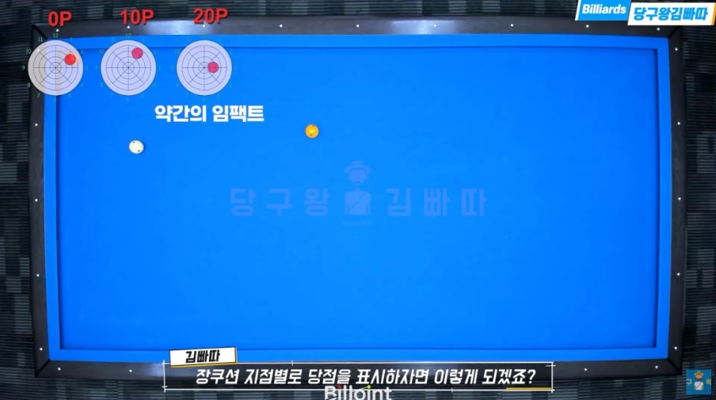 0P 10P 20P
Billiards 당구왕김빠따
약간의 임팩트
당구왕 김빠따
김빠따
장쿠션 지점별로 당점을 표시하자면 이렇게 되겠죠?
Billoint